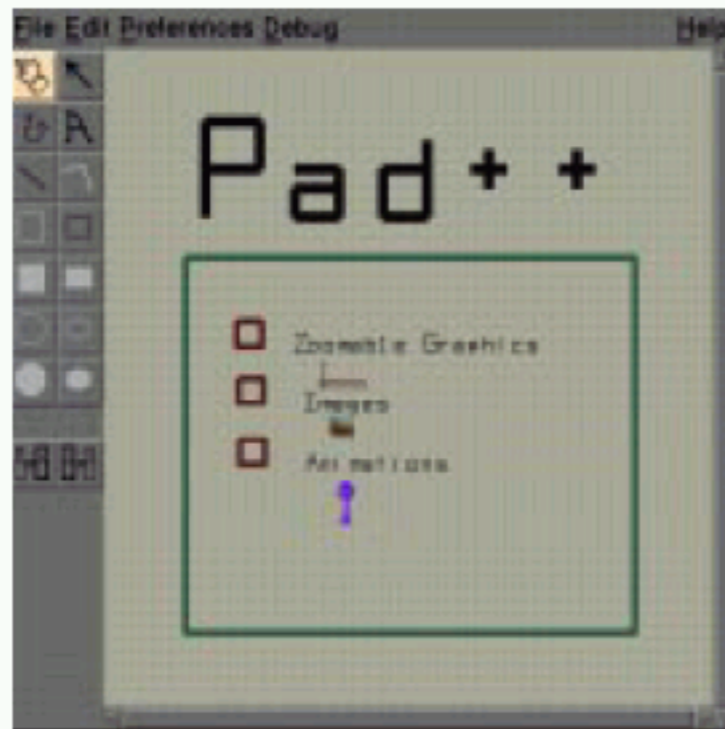 File Edit Preferences Debug Help
A
Pad++
Zoomable Graphics
Images
Animations